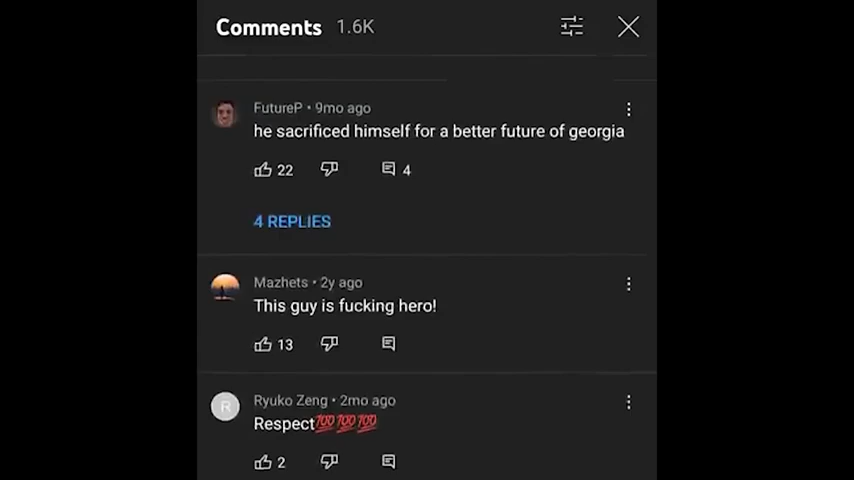 Comments 1.6K
FutureP • 9mo ago
he sacrificed himself for a better future of georgia
22 4
4 REPLIES
Mazhets • 2y ago
This guy is fucking hero!
13
R Ryuko Zeng • 2mo ago
Respect💯💯💯
2